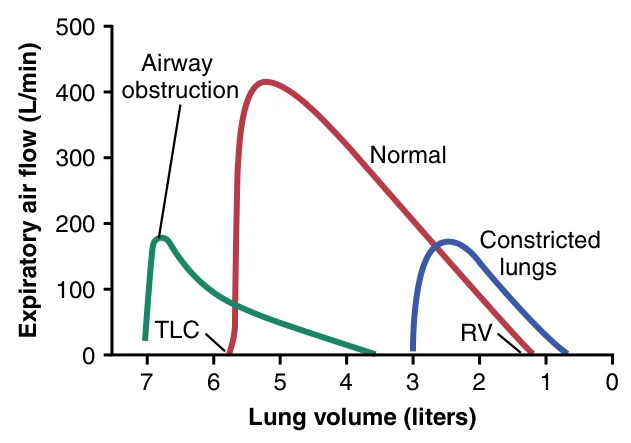 500
400
300
200
100
0
Expiratory air flow (L/min)
Airway
obstruction
Normal
Constricted
lungs
TLC
RV
7 6 5 4 3 2 1 0
Lung volume (liters)